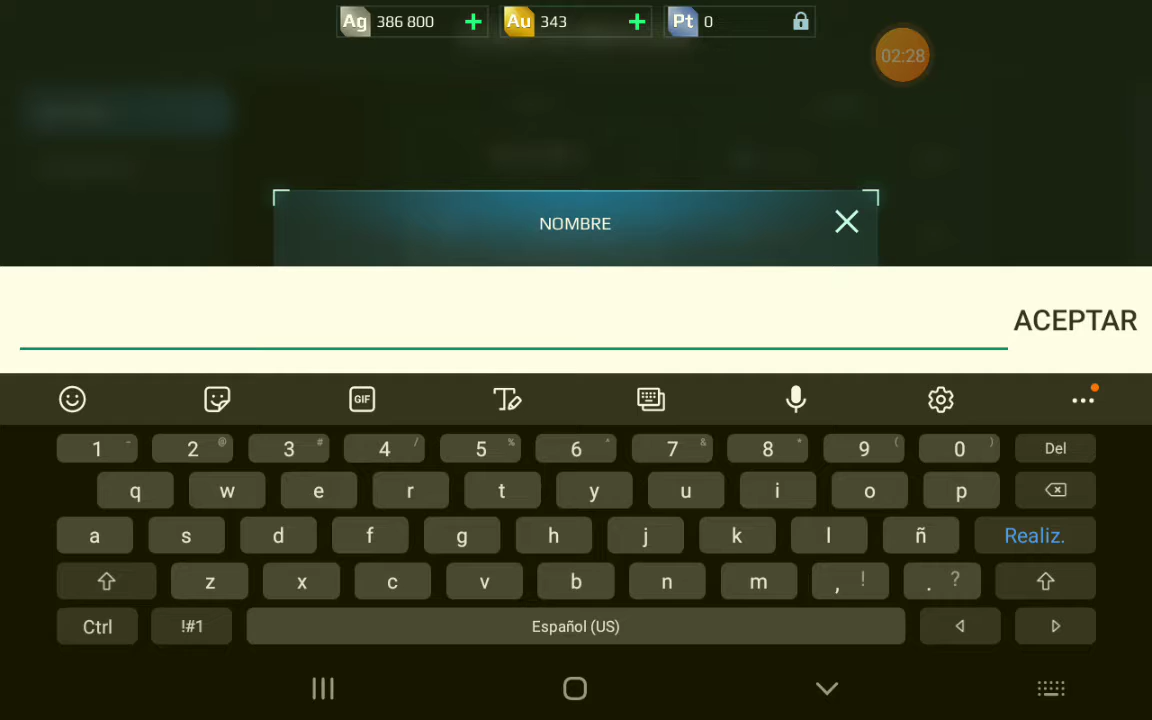 Ag 386 800 + Au 343 + Pt 0
02:28
NOMBRE
ACEPTAR
GIF
1 - 2 @ 3 # 4 / 5 % 6 ^ 7 & 8 * 9 ( 0 ) Del
q w e r t y u i o p
a s d f g h j k l ñ Realiz.
z x c v b n m , ! . ?
Ctrl !#1 Español (US)